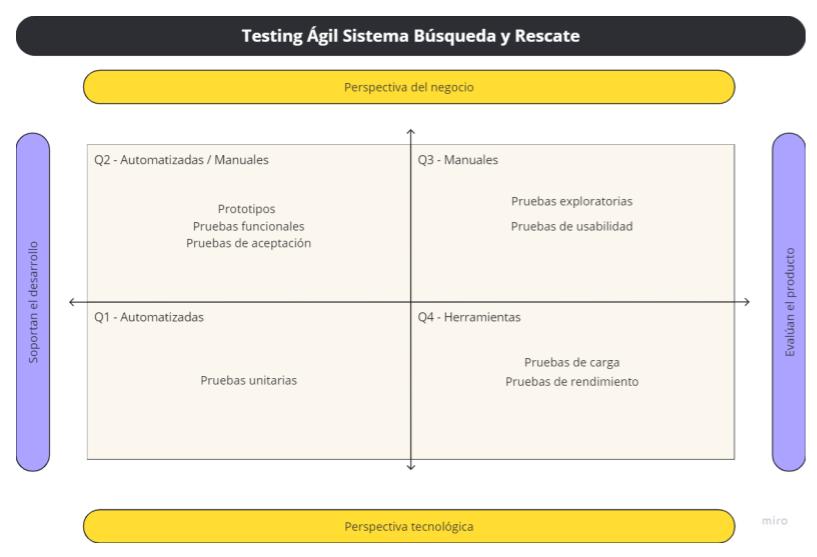 Testing Ágil Sistema Búsqueda y Rescate
Perspectiva del negocio
Soportan el desarrollo
Q2 - Automatizadas / Manuales
Prototipos
Pruebas funcionales
Pruebas de aceptación
Q3 - Manuales
Pruebas exploratorias
Pruebas de usabilidad
Q1 - Automatizadas
Pruebas unitarias
Q4 - Herramientas
Pruebas de carga
Pruebas de rendimiento
Evalúan el producto
Perspectiva tecnológica
miro